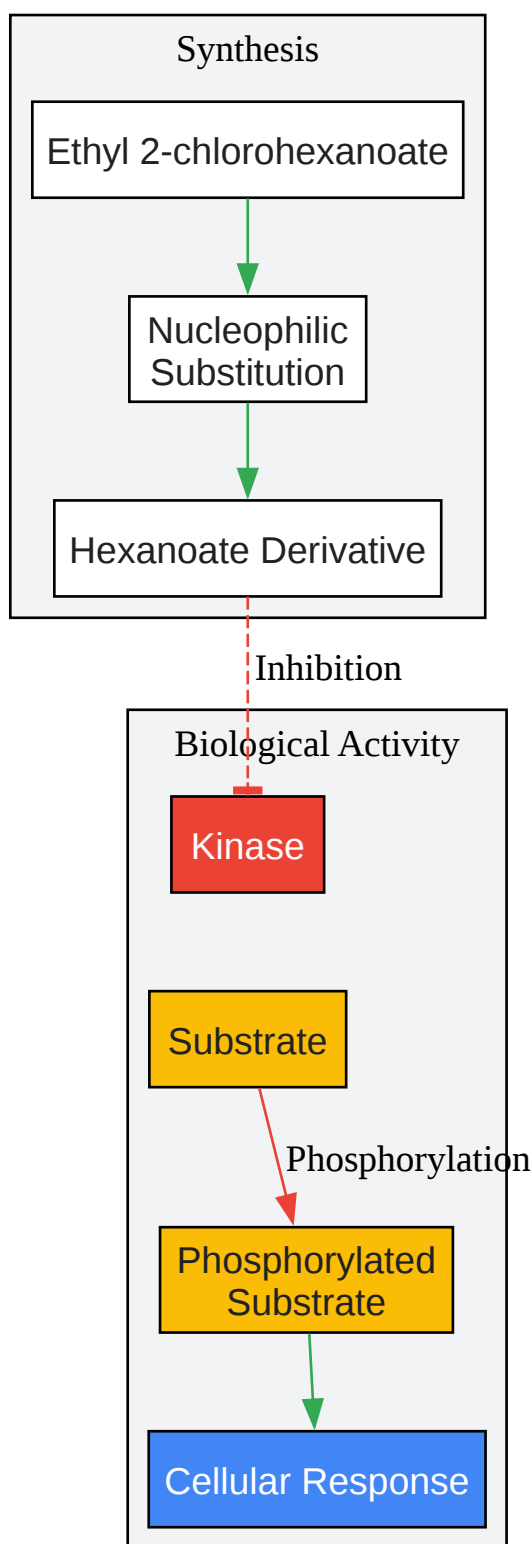 Synthesis
Ethyl 2-chlorohexanoate
Nucleophilic
Substitution
Hexanoate Derivative
Inhibition
Biological Activity
Kinase
Substrate
Phosphorylation
Phosphorylated
Substrate
Cellular Response